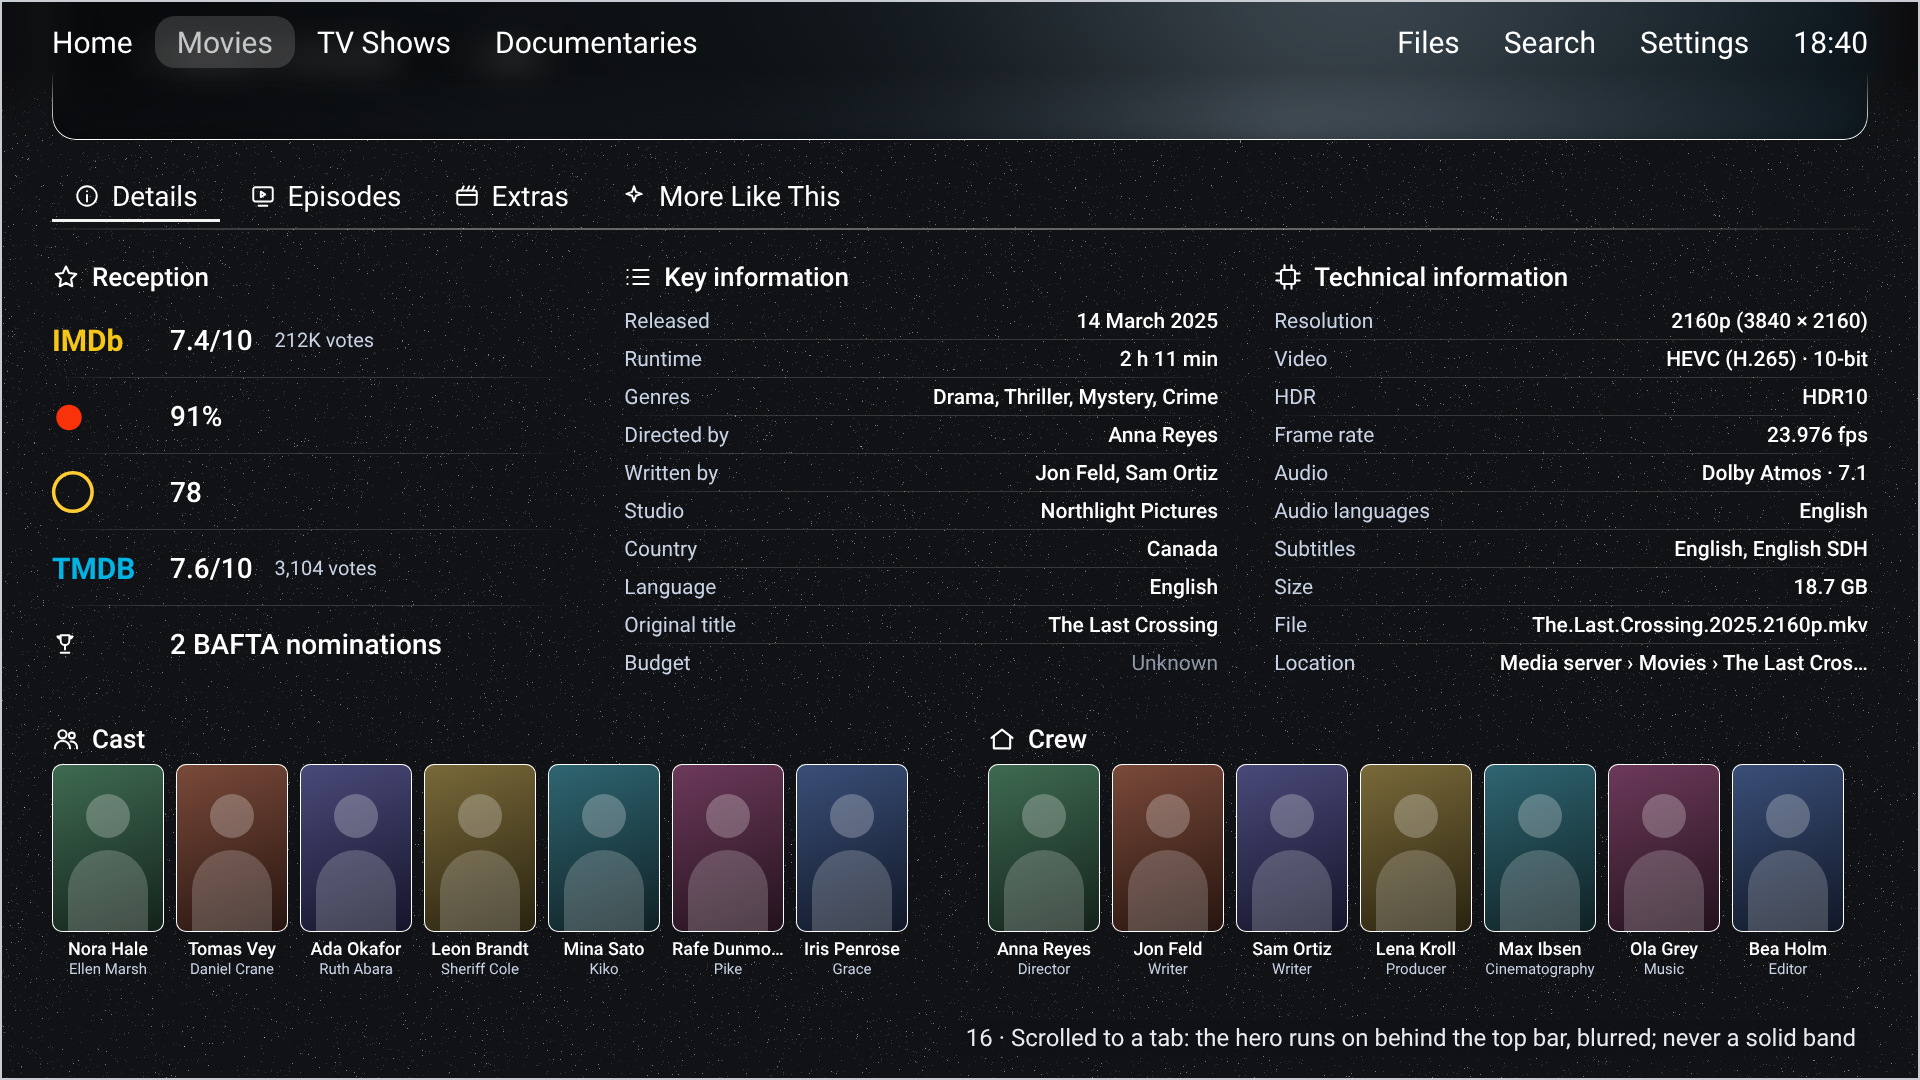 Home Movies TV Shows Documentaries Files Search Settings 18:40
Details Episodes Extras More Like This
Reception
IMDb 7.4/10 212K votes
91%
78
TMDB 7.6/10 3,104 votes
2 BAFTA nominations
Key information
Released 14 March 2025
Runtime 2 h 11 min
Genres Drama, Thriller, Mystery, Crime
Directed by Anna Reyes
Written by Jon Feld, Sam Ortiz
Studio Northlight Pictures
Country Canada
Language English
Original title The Last Crossing
Budget Unknown
Technical information
Resolution 2160p (3840 × 2160)
Video HEVC (H.265) · 10-bit
HDR HDR10
Frame rate 23.976 fps
Audio Dolby Atmos · 7.1
Audio languages English
Subtitles English, English SDH
Size 18.7 GB
File The.Last.Crossing.2025.2160p.mkv
Location Media server › Movies › The Last Cros...
Cast
Nora Hale Tomas Vey Ada Okafor Leon Brandt Mina Sato Rafe Dunmo... Iris Penrose
Ellen Marsh Daniel Crane Ruth Abara Sheriff Cole Kiko Pike Grace
Crew
Anna Reyes Jon Feld Sam Ortiz Lena Kroll Max Ibsen Ola Grey Bea Holm
Director Writer Writer Producer Cinematography Music Editor
16 · Scrolled to a tab: the hero runs on behind the top bar, blurred; never a solid band